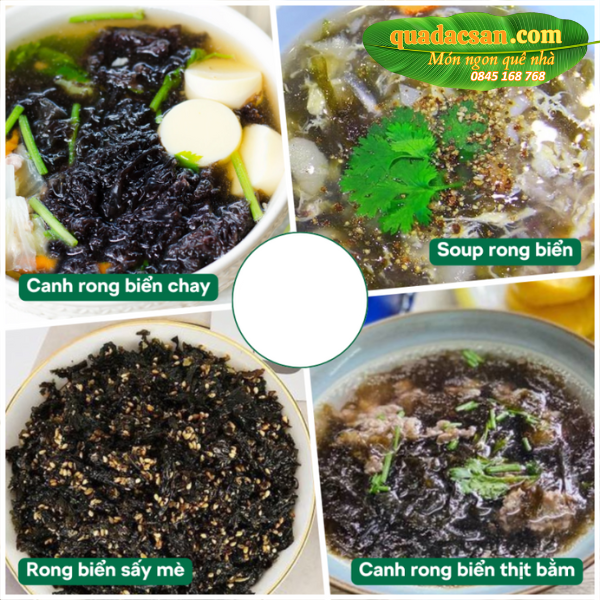 quadacsan.com
Món ngon quê nhà
0845 168 768
Canh rong biển chay
Soup rong biển
Rong biển sấy mè
Canh rong biển thịt bằm